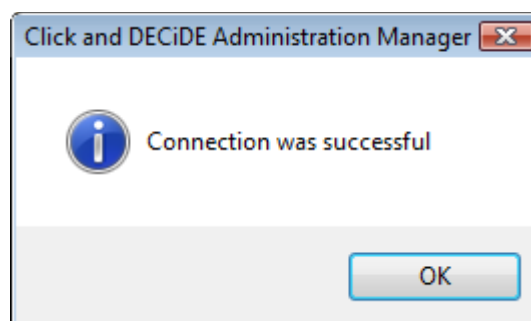 Click and DECiDE Administration Manager
Connection was successful
OK